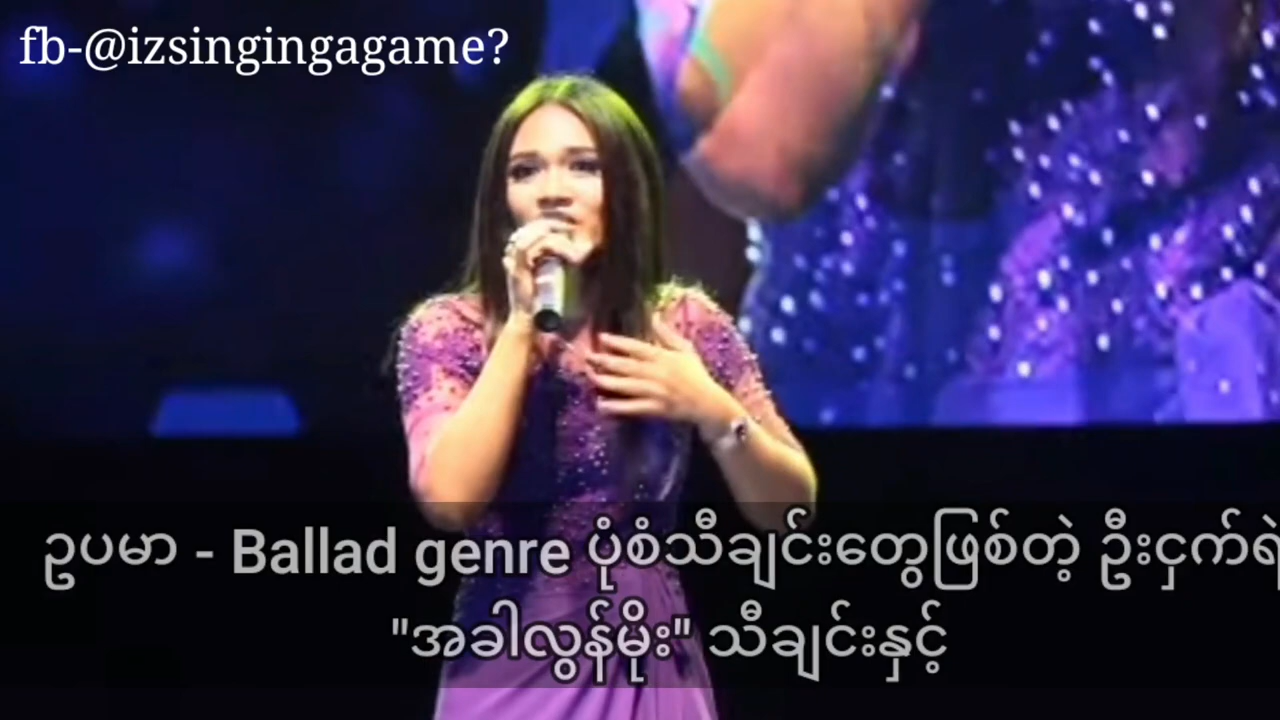 fb-@izsingingagame?
ဥပမာ - Ballad genre ပုံစံသီချင်းတွေဖြစ်တဲ့ ဦးငှက်ရဲ
"အခါလွန်မိုး" သီချင်းနှင့်